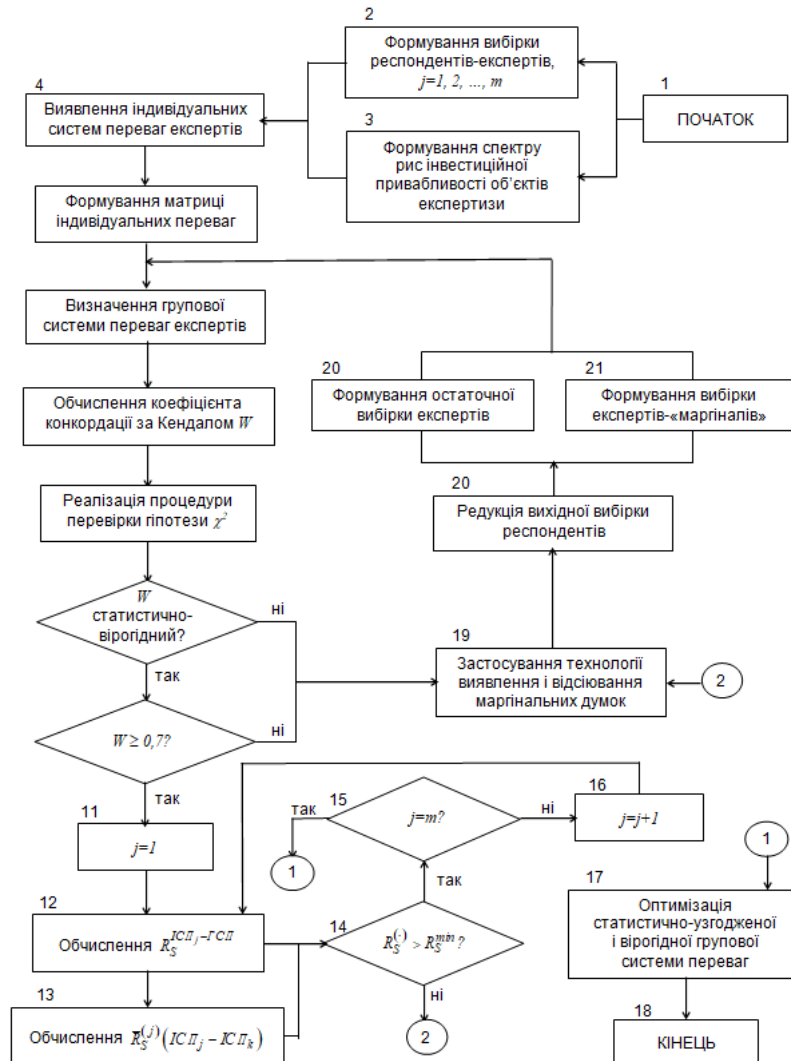 2
Формування вибірки
респондентів-експертів,
j=1, 2, ..., m
1
ПОЧАТОК
3
Формування спектру
рис інвестиційної
привабливості об'єктів
експертизи
4
Виявлення індивідуальних
систем переваг експертів
Формування матриці
індивідуальних переваг
Визначення групової
системи переваг експертів
Обчислення коефіцієнта
конкордації за Кендалом W
Реалізація процедури
перевірки гіпотези χ²
W
статистично-
вірогідний?
ні
так
W ≥ 0,7?
ні
так
20
Формування остаточної
вибірки експертів
21
Формування вибірки
експертів-«маргіналів»
20
Редукція вихідної вибірки
респондентів
19
Застосування технології
виявлення і відсіювання
маргінальних думок
2
11
j=1
12
Обчислення R_S^{ІСП_j–ГСП}
13
Обчислення R̄_S^{(j)}(ІСП_j – ІСП_k)
14
R_S^{(·)} > R_S^{min}?
ні
2
так
15
j=m?
так
1
ні
16
j=j+1
1
17
Оптимізація
статистично-узгодженої
і вірогідної групової
системи переваг
18
КІНЕЦЬ